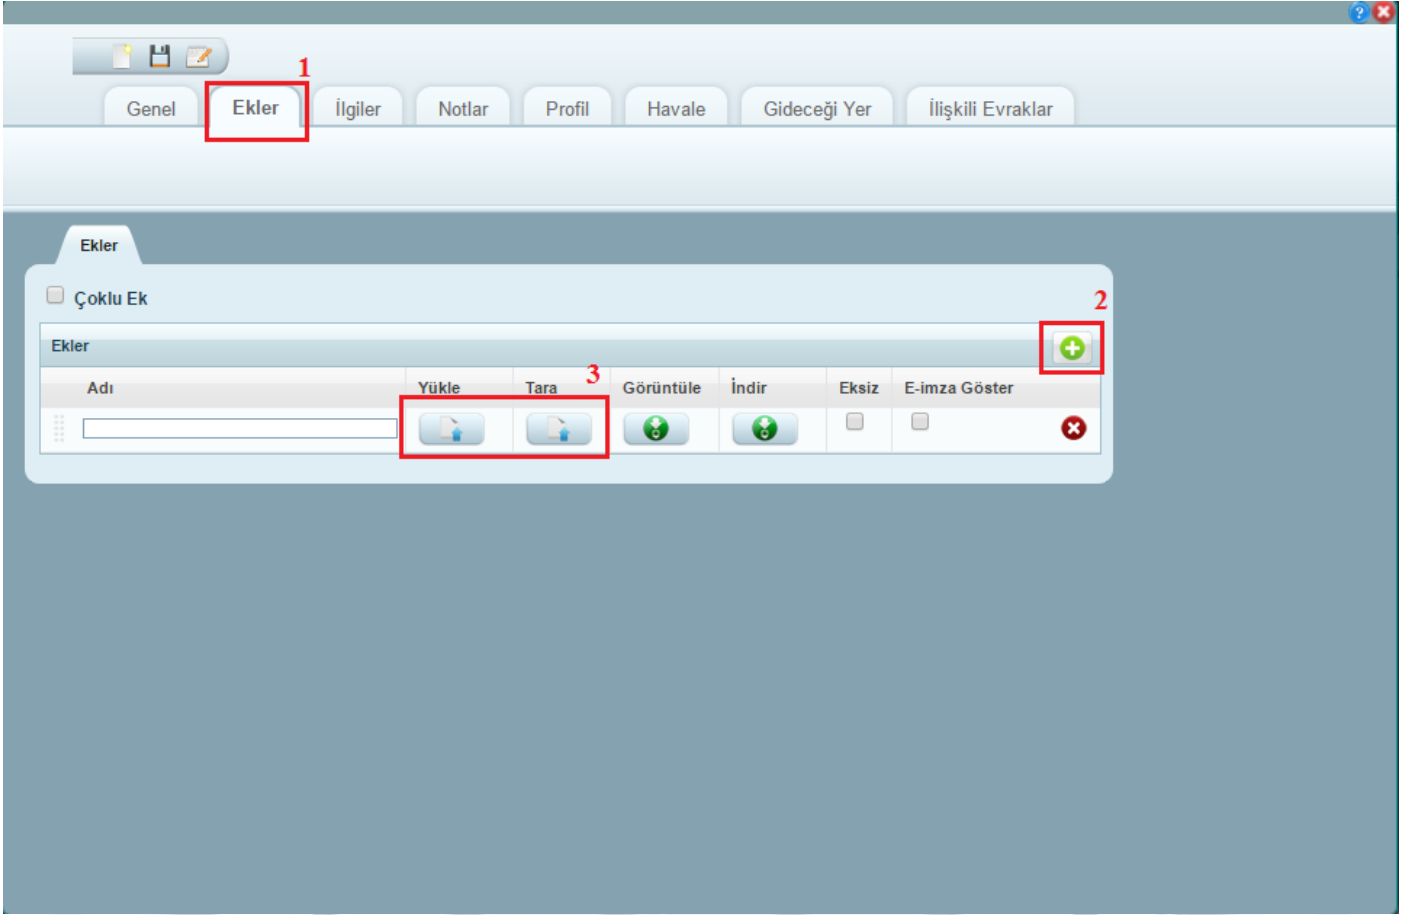 ?
1
Genel Ekler İlgiler Notlar Profil Havale Gideceği Yer İlişkili Evraklar
Ekler
Çoklu Ek
2
Ekler
3
Adı Yükle Tara Görüntüle İndir Eksiz E-imza Göster